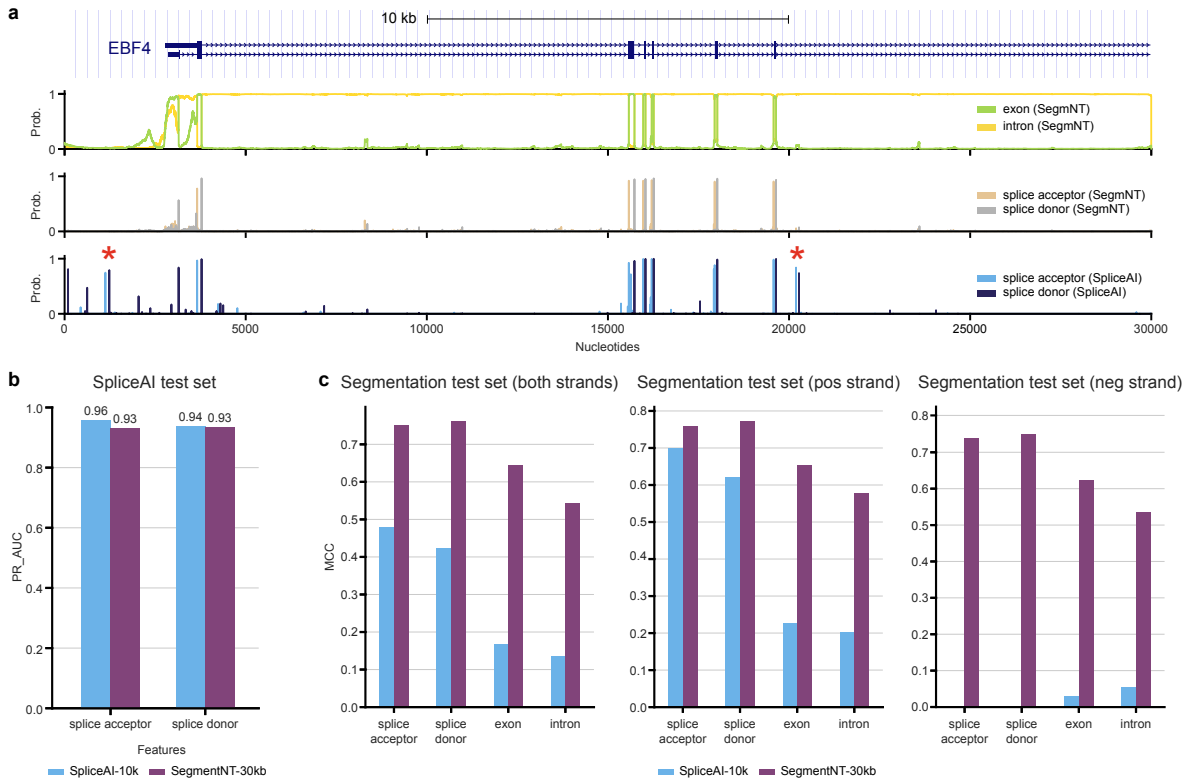 a
10 kb
EBF4
1
Prob.
0
exon (SegmNT)
intron (SegmNT)
1
Prob.
0
splice acceptor (SegmNT)
splice donor (SegmNT)
*
*
1
Prob.
0
splice acceptor (SpliceAI)
splice donor (SpliceAI)
0 5000 10000 15000 20000 25000 30000
Nucleotides
b
SpliceAI test set
1.0
0.8
0.6
0.4
0.2
0.0
PR_AUC
0.96 0.93 0.94 0.93
splice acceptor splice donor
Features
SpliceAI-10k SegmentNT-30kb
c
Segmentation test set (both strands)
0.7
0.6
0.5
0.4
0.3
0.2
0.1
0.0
MCC
splice acceptor splice donor exon intron
Segmentation test set (pos strand)
0.8
0.7
0.6
0.5
0.4
0.3
0.2
0.1
0.0
splice acceptor splice donor exon intron
Segmentation test set (neg strand)
0.8
0.7
0.6
0.5
0.4
0.3
0.2
0.1
0.0
splice acceptor splice donor exon intron
SpliceAI-10k SegmentNT-30kb